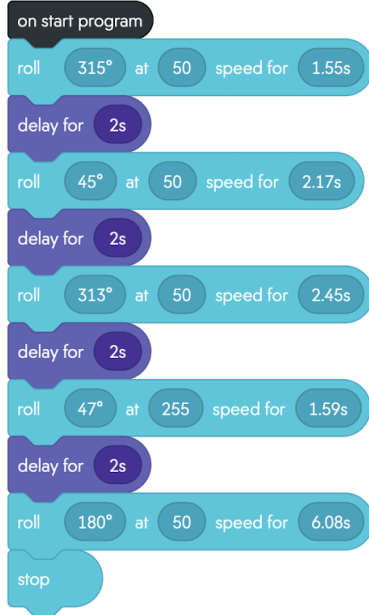 on start program
roll 315° at 50 speed for 1.55s
delay for 2s
roll 45° at 50 speed for 2.17s
delay for 2s
roll 313° at 50 speed for 2.45s
delay for 2s
roll 47° at 255 speed for 1.59s
delay for 2s
roll 180° at 50 speed for 6.08s
stop